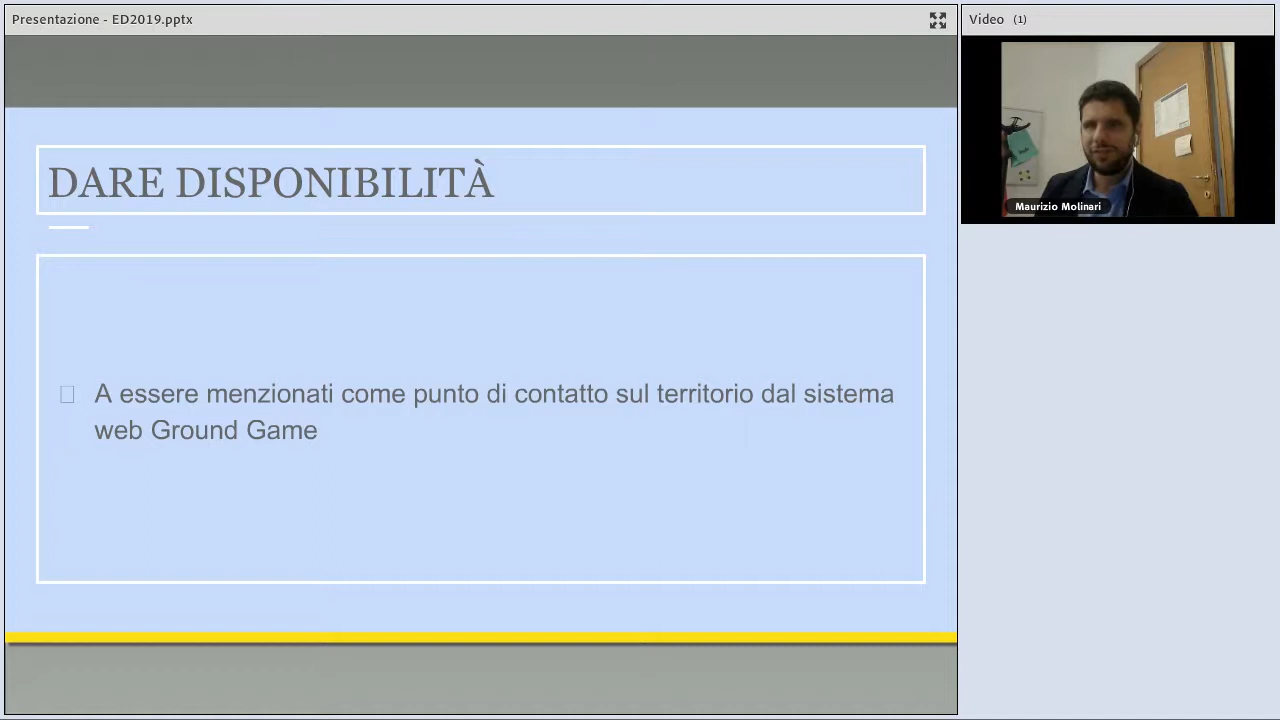 Presentazione - ED2019.pptx
Video (1)
Maurizio Molinari
DARE DISPONIBILITÀ
A essere menzionati come punto di contatto sul territorio dal sistema
web Ground Game